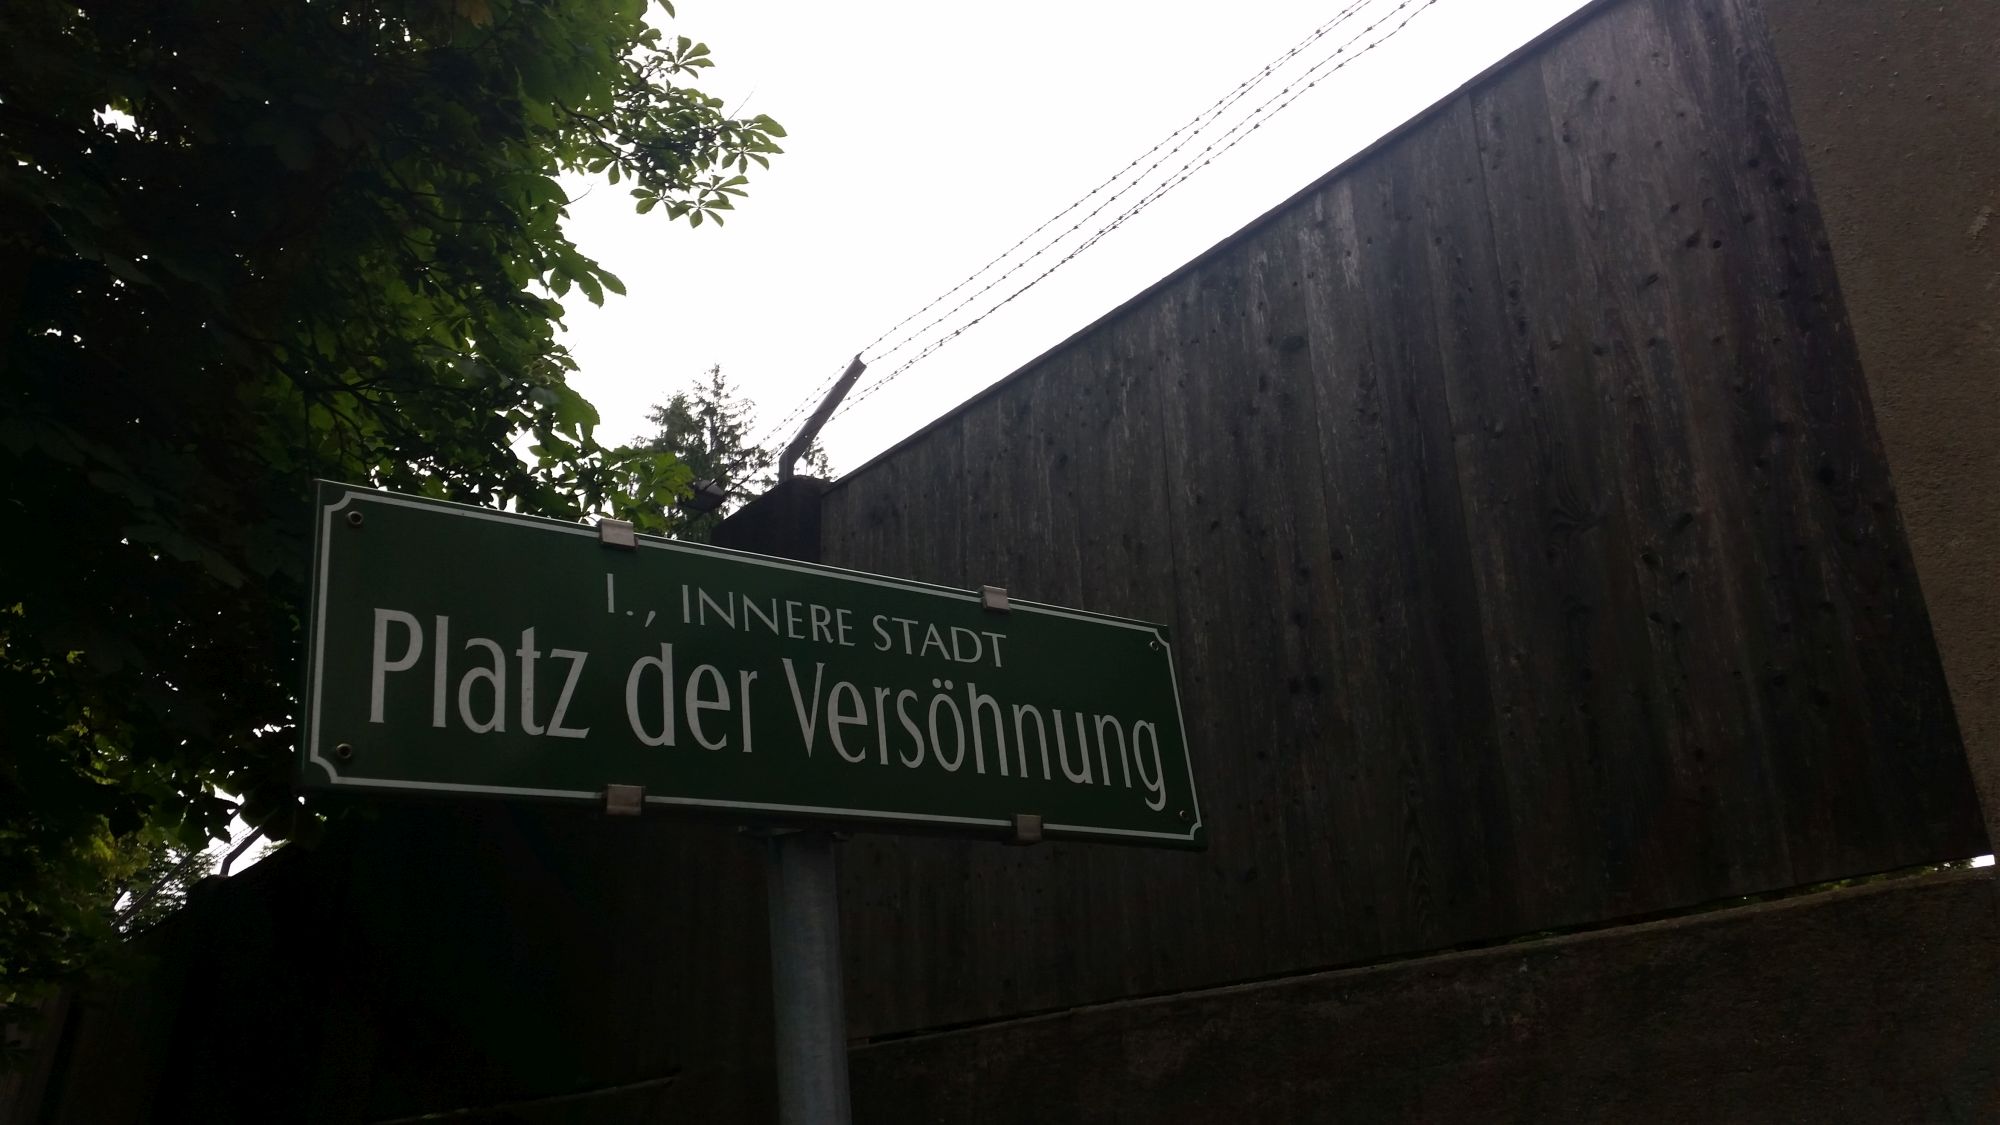 I., INNERE STADT
Platz der Versöhnung